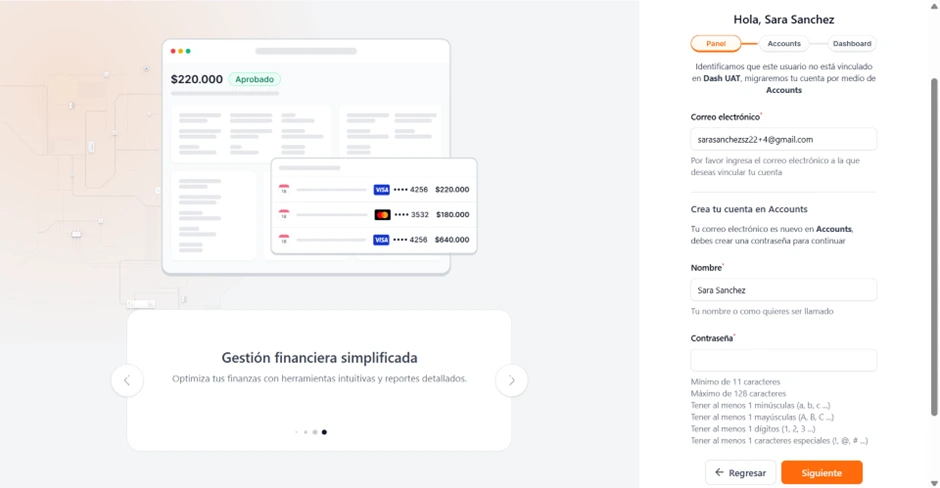 $220.000 Aprobado
VISA •••• 4256 $220.000
•••• 3532 $180.000
VISA •••• 4256 $640.000
Gestión financiera simplificada
Optimiza tus finanzas con herramientas intuitivas y reportes detallados.
Hola, Sara Sanchez
Panel Accounts Dashboard
Identificamos que este usuario no está vinculado
en Dash UAT, migraremos tu cuenta por medio de
Accounts
Correo electrónico*
sarasanchezsz22+4@gmail.com
Por favor ingresa el correo electrónico a la que
deseas vincular tu cuenta
Crea tu cuenta en Accounts
Tu correo electrónico es nuevo en Accounts,
debes crear una contraseña para continuar
Nombre*
Sara Sanchez
Tu nombre o como quieres ser llamado
Contraseña*
Mínimo de 11 caracteres
Máximo de 128 caracteres
Tener al menos 1 minúsculas (a, b, c ...)
Tener al menos 1 mayúsculas (A, B, C ...)
Tener al menos 1 dígitos (1, 2, 3 ...)
Tener al menos 1 caracteres especiales (!, @, # ...)
← Regresar Siguiente